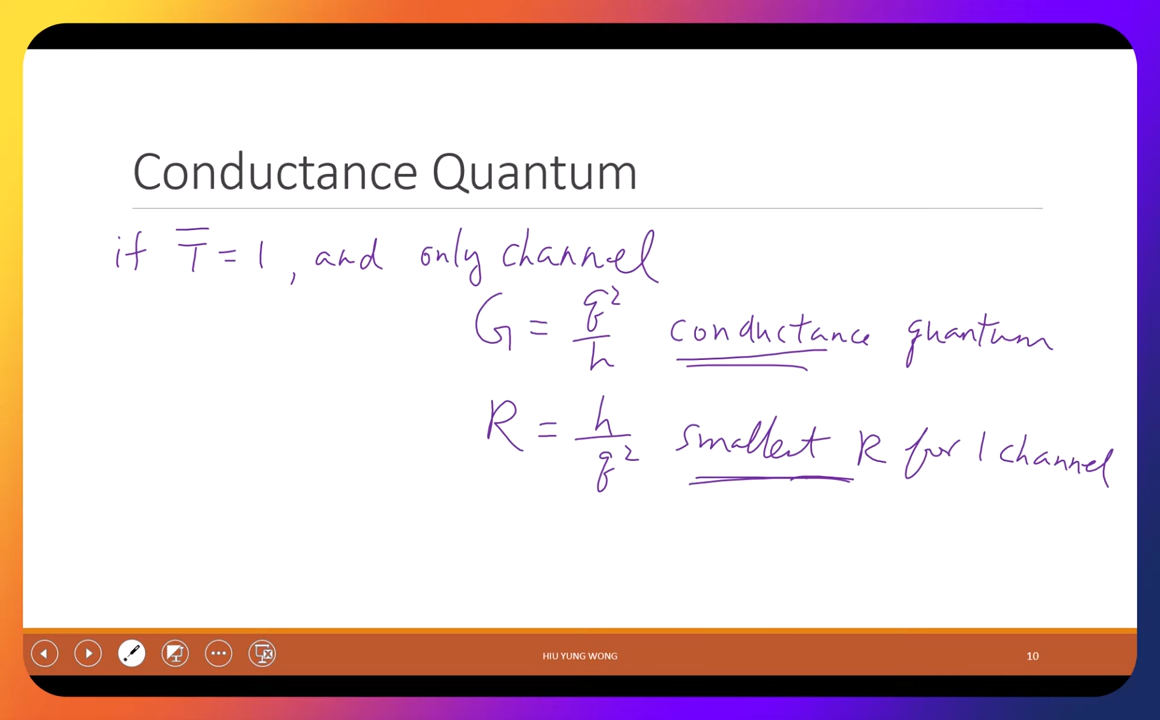 Conductance Quantum
if T̅ = 1, and only channel
G = q²/h conductance quantum
R = h/q² smallest R for 1 channel
HIU YUNG WONG
10